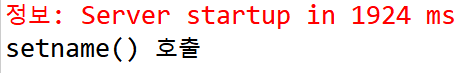 정보: Server startup in 1924 ms
setname() 호출